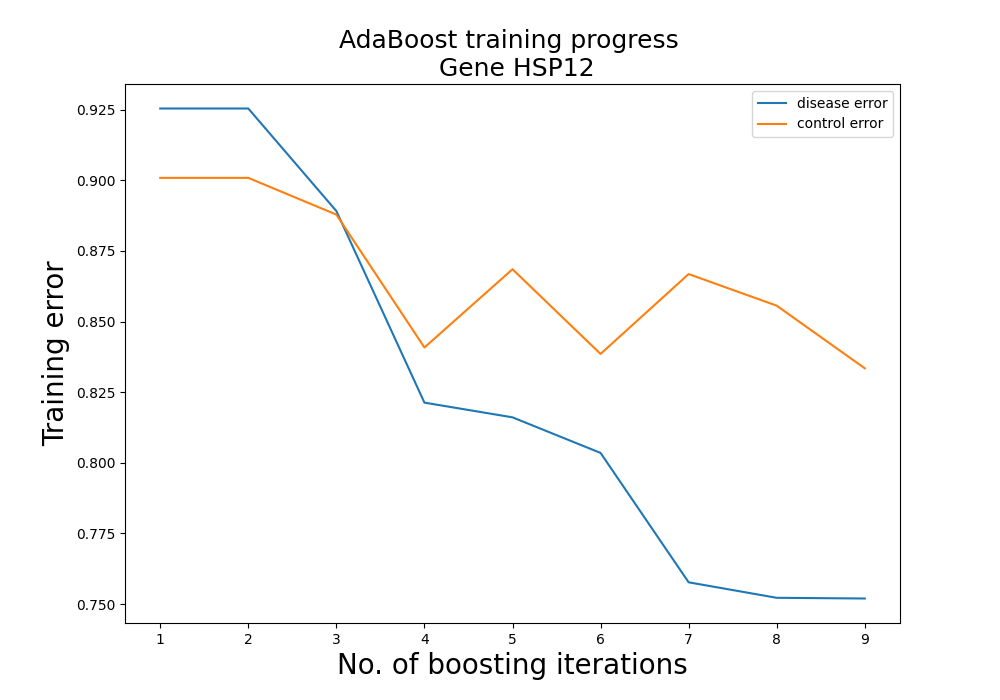 AdaBoost training progress
Gene HSP12
disease error
control error
Training error
0.925
0.900
0.875
0.850
0.825
0.800
0.775
0.750
1 2 3 4 5 6 7 8 9
No. of boosting iterations